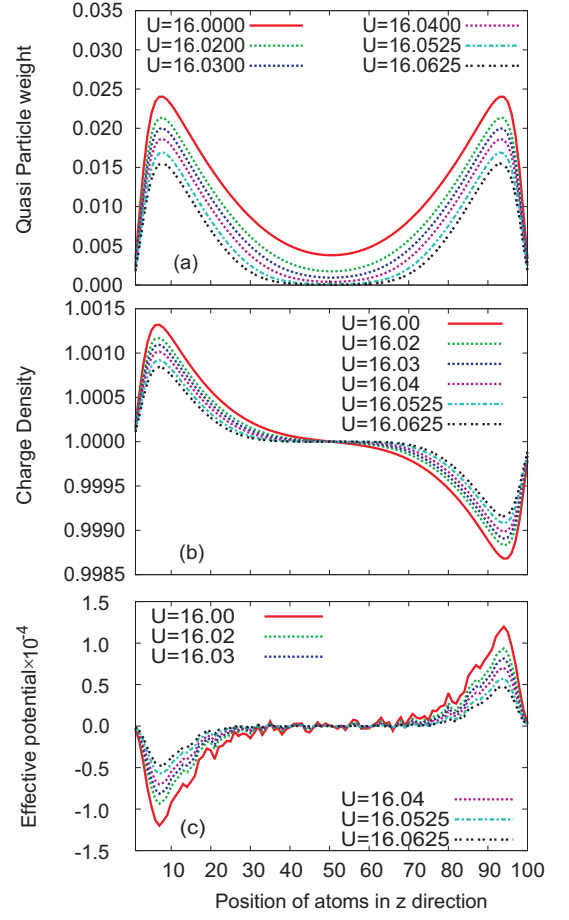 0.035
U=16.0000 U=16.0400
0.030
U=16.0200 U=16.0525
U=16.0300 U=16.0625
0.025
0.020
0.015
0.010
0.005
0.000
Quasi Particle weight
(a)
1.0015
U=16.00
U=16.02
1.0010
U=16.03
U=16.04
1.0005
U=16.0525
U=16.0625
1.0000
0.9995
0.9990
0.9985
Charge Density
(b)
1.5
U=16.00
U=16.02
1.0
U=16.03
0.5
0.0
-0.5
-1.0
-1.5
Effective potential×10-4
U=16.04
U=16.0525
U=16.0625
(c)
10 20 30 40 50 60 70 80 90 100
Position of atoms in z direction